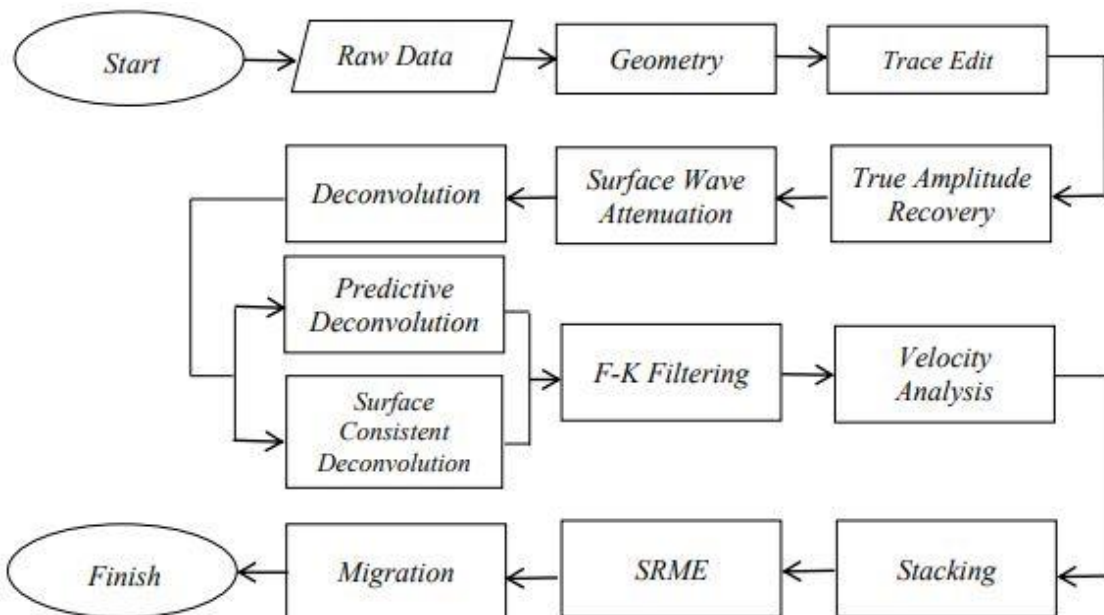 Start
Raw Data
Geometry
Trace Edit
True Amplitude
Recovery
Surface Wave
Attenuation
Deconvolution
Predictive
Deconvolution
Surface
Consistent
Deconvolution
F-K Filtering
Velocity
Analysis
Stacking
SRME
Migration
Finish